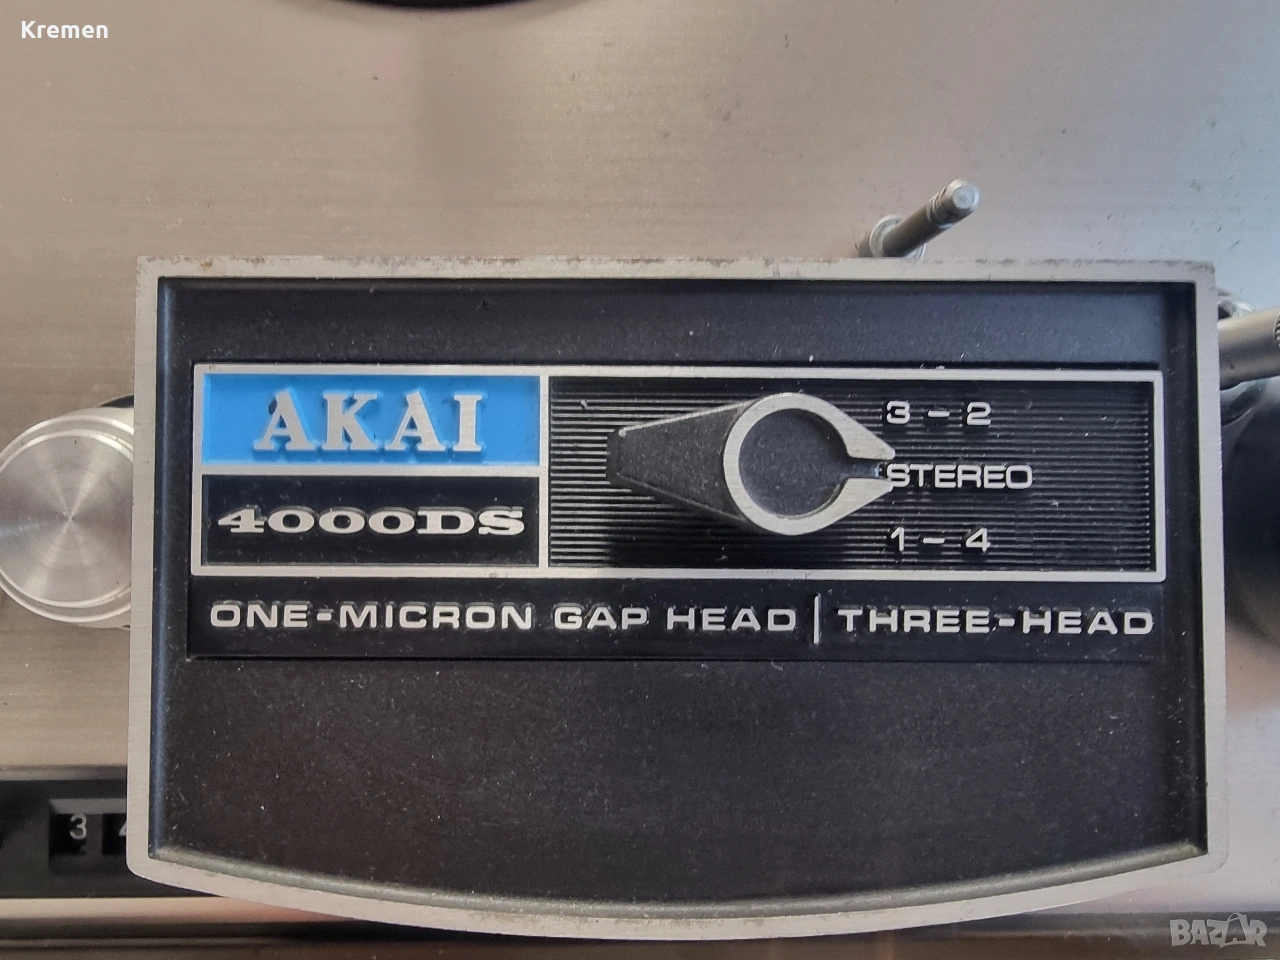 Kremen
AKAI
4000DS
3 - 2
STEREO
1 - 4
ONE-MICRON GAP HEAD | THREE-HEAD
3
BAZAR